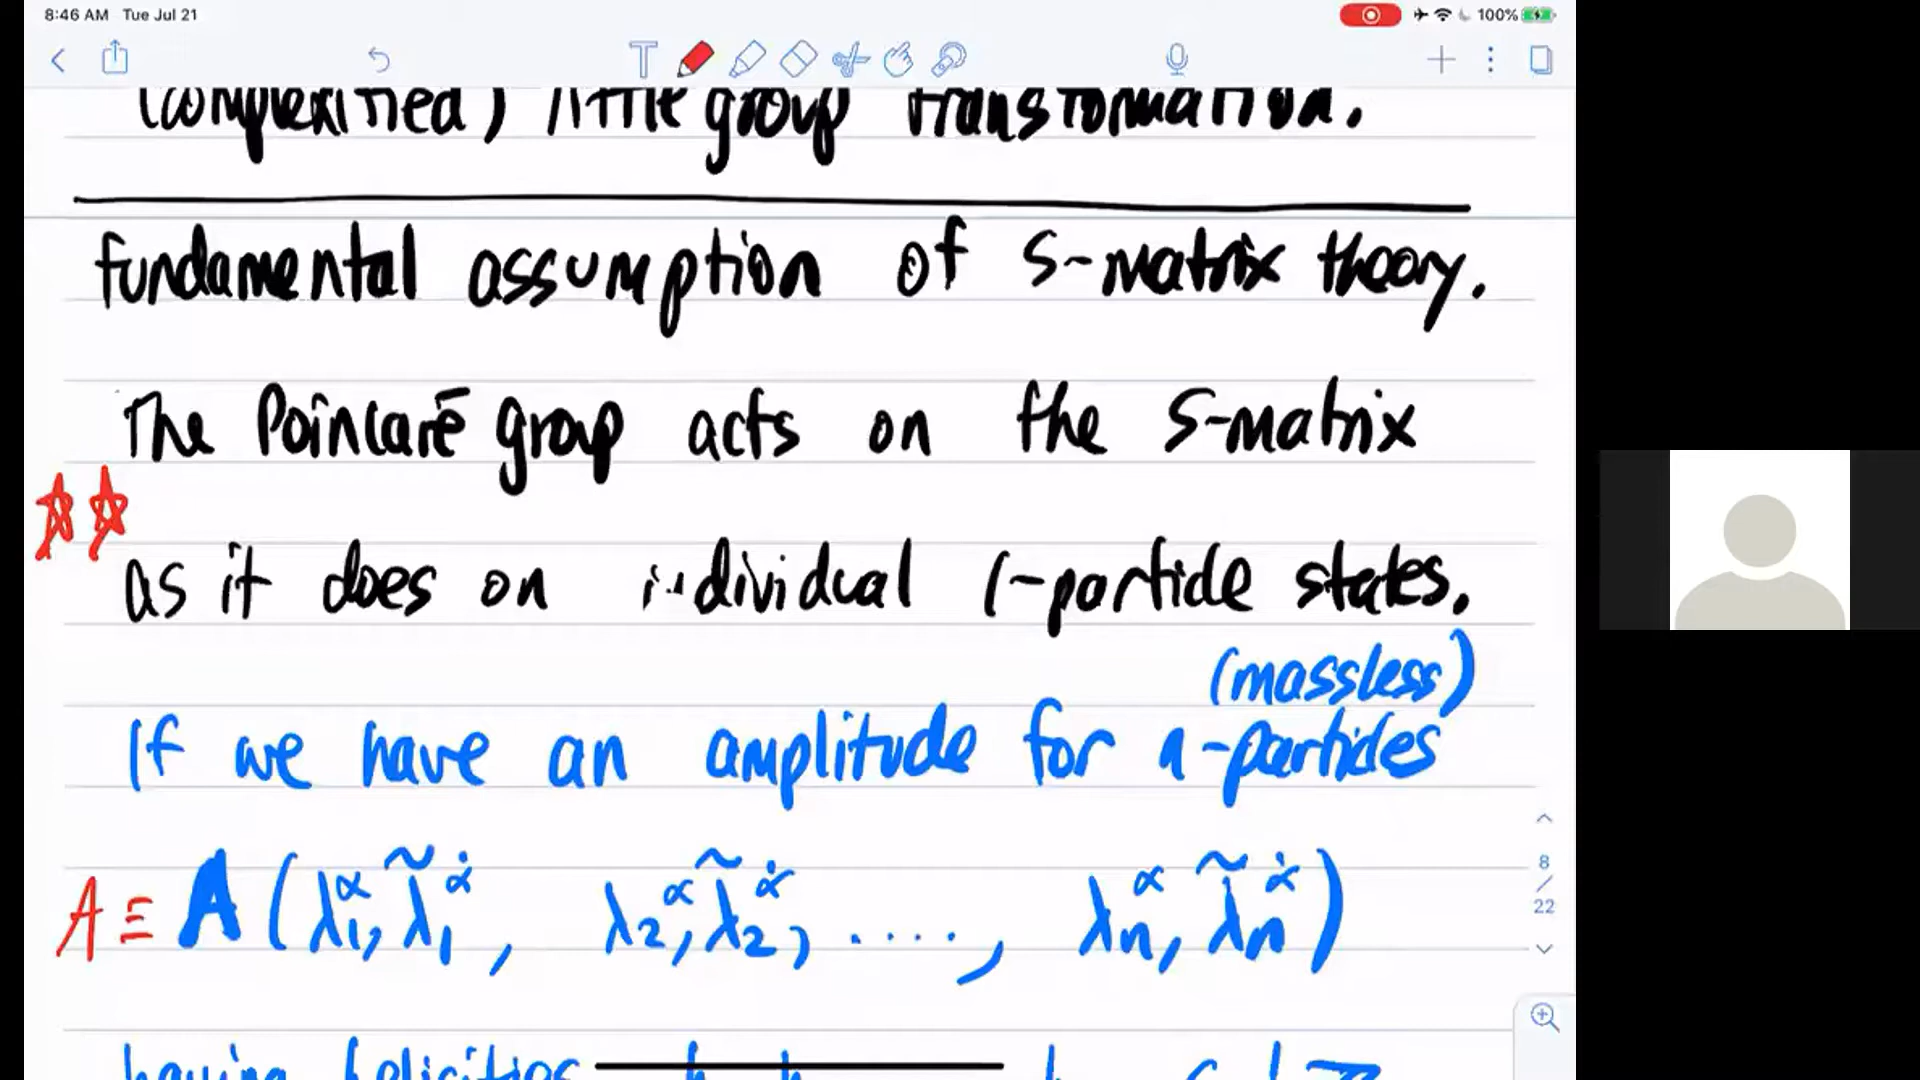 8:46 AM Tue Jul 21
100%
(complexified) little group transformation.
fundamental assumption of S-matrix theory.
The Poincaré group acts on the S-matrix
as it does on individual 1-particle states.
(massless)
If we have an amplitude for n-particles
A ≡ A (λ₁^α, λ̃₁^α̇, λ₂^α, λ̃₂^α̇, ...., λₙ^α, λ̃ₙ^α̇)
8
/
22
having helicities